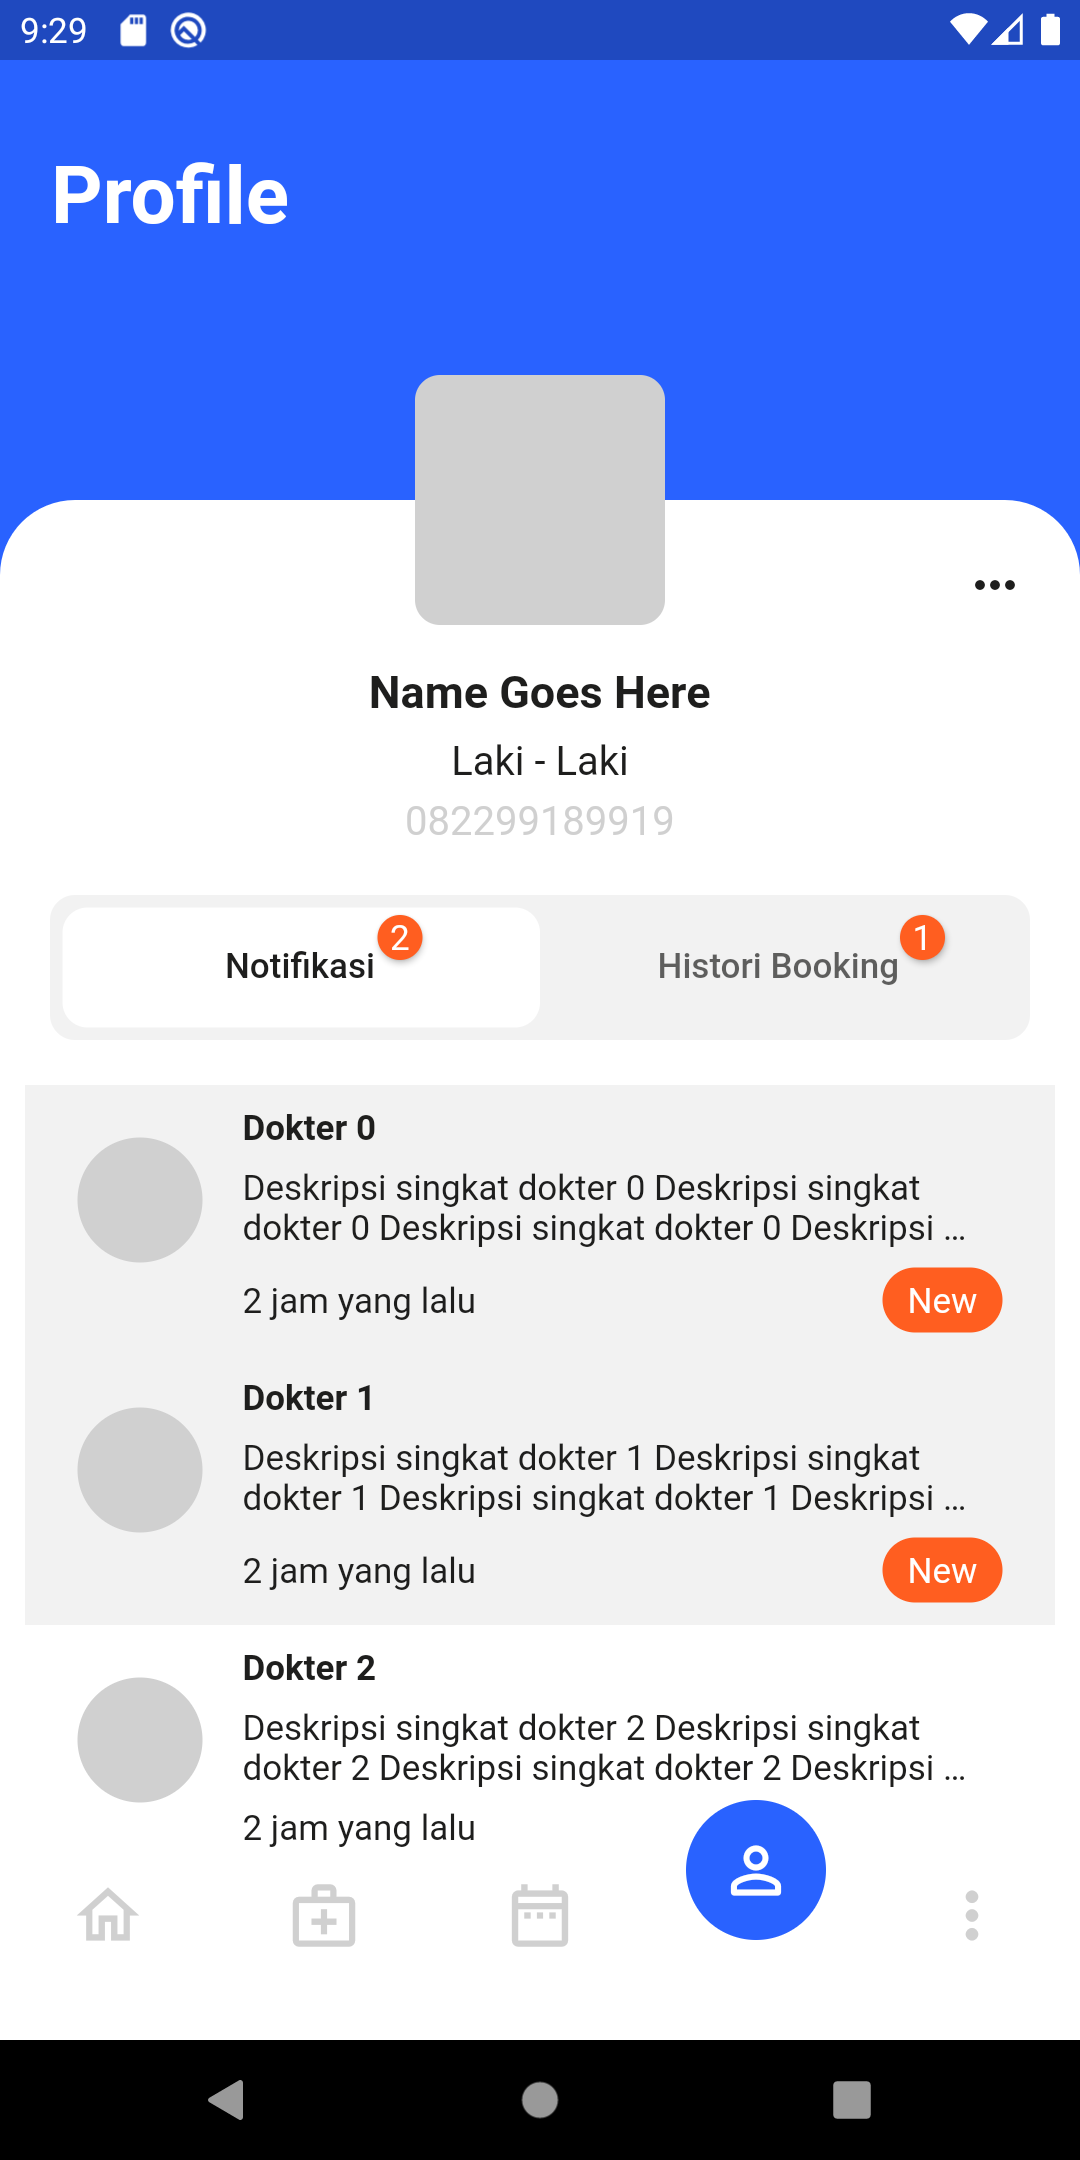 9:29
Profile
Name Goes Here
Laki - Laki
082299189919
Notifikasi 2
Histori Booking 1
Dokter 0
Deskripsi singkat dokter 0 Deskripsi singkat
dokter 0 Deskripsi singkat dokter 0 Deskripsi ...
2 jam yang lalu New
Dokter 1
Deskripsi singkat dokter 1 Deskripsi singkat
dokter 1 Deskripsi singkat dokter 1 Deskripsi ...
2 jam yang lalu New
Dokter 2
Deskripsi singkat dokter 2 Deskripsi singkat
dokter 2 Deskripsi singkat dokter 2 Deskripsi ...
2 jam yang lalu